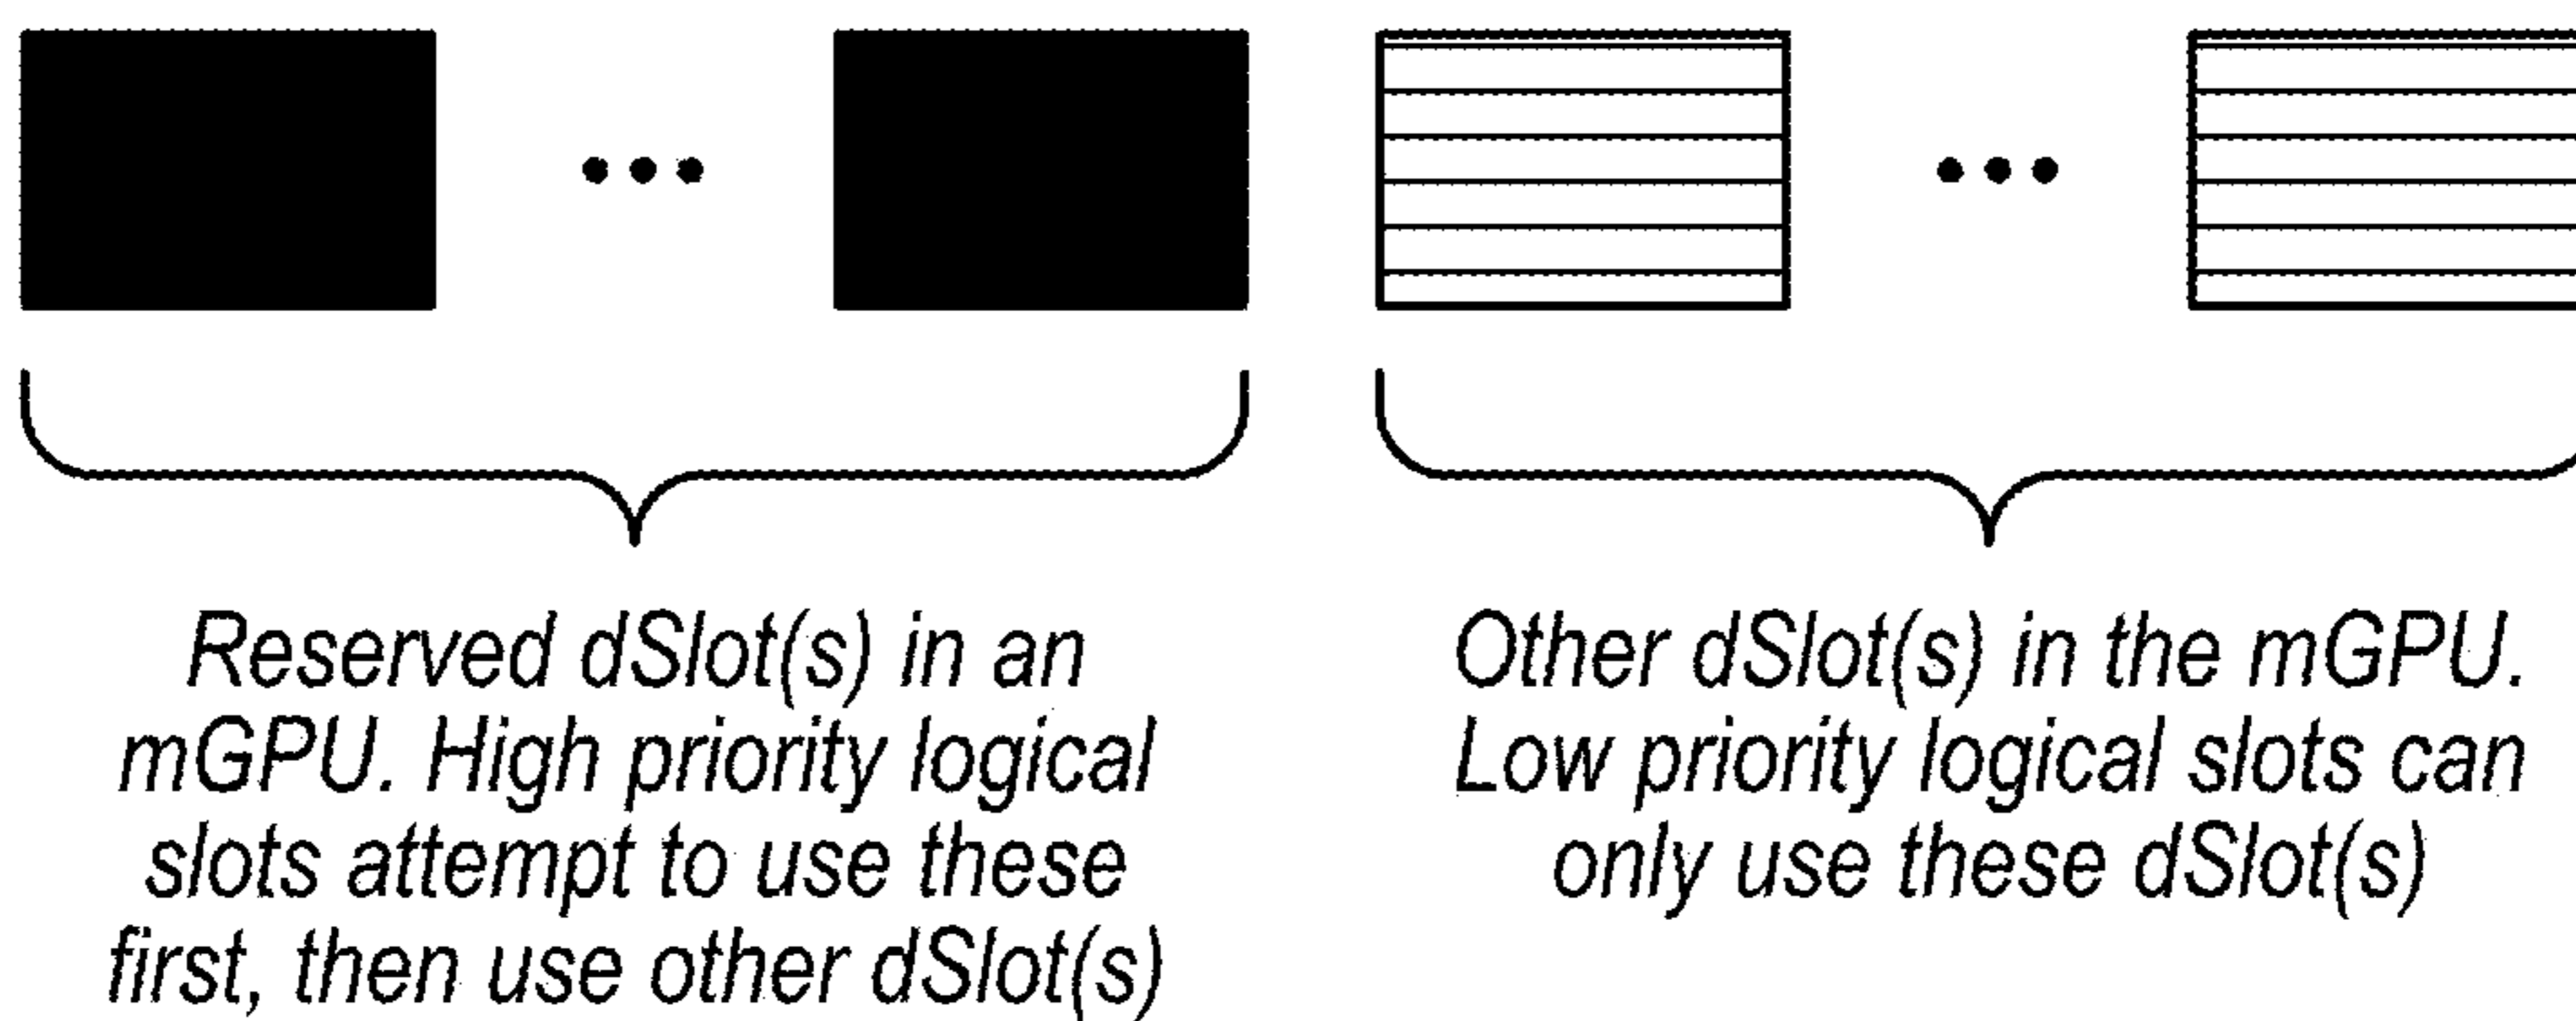 Reserved dSlot(s) in an
mGPU. High priority logical
slots attempt to use these
first, then use other dSlot(s)
Other dSlot(s) in the mGPU.
Low priority logical slots can
only use these dSlot(s)